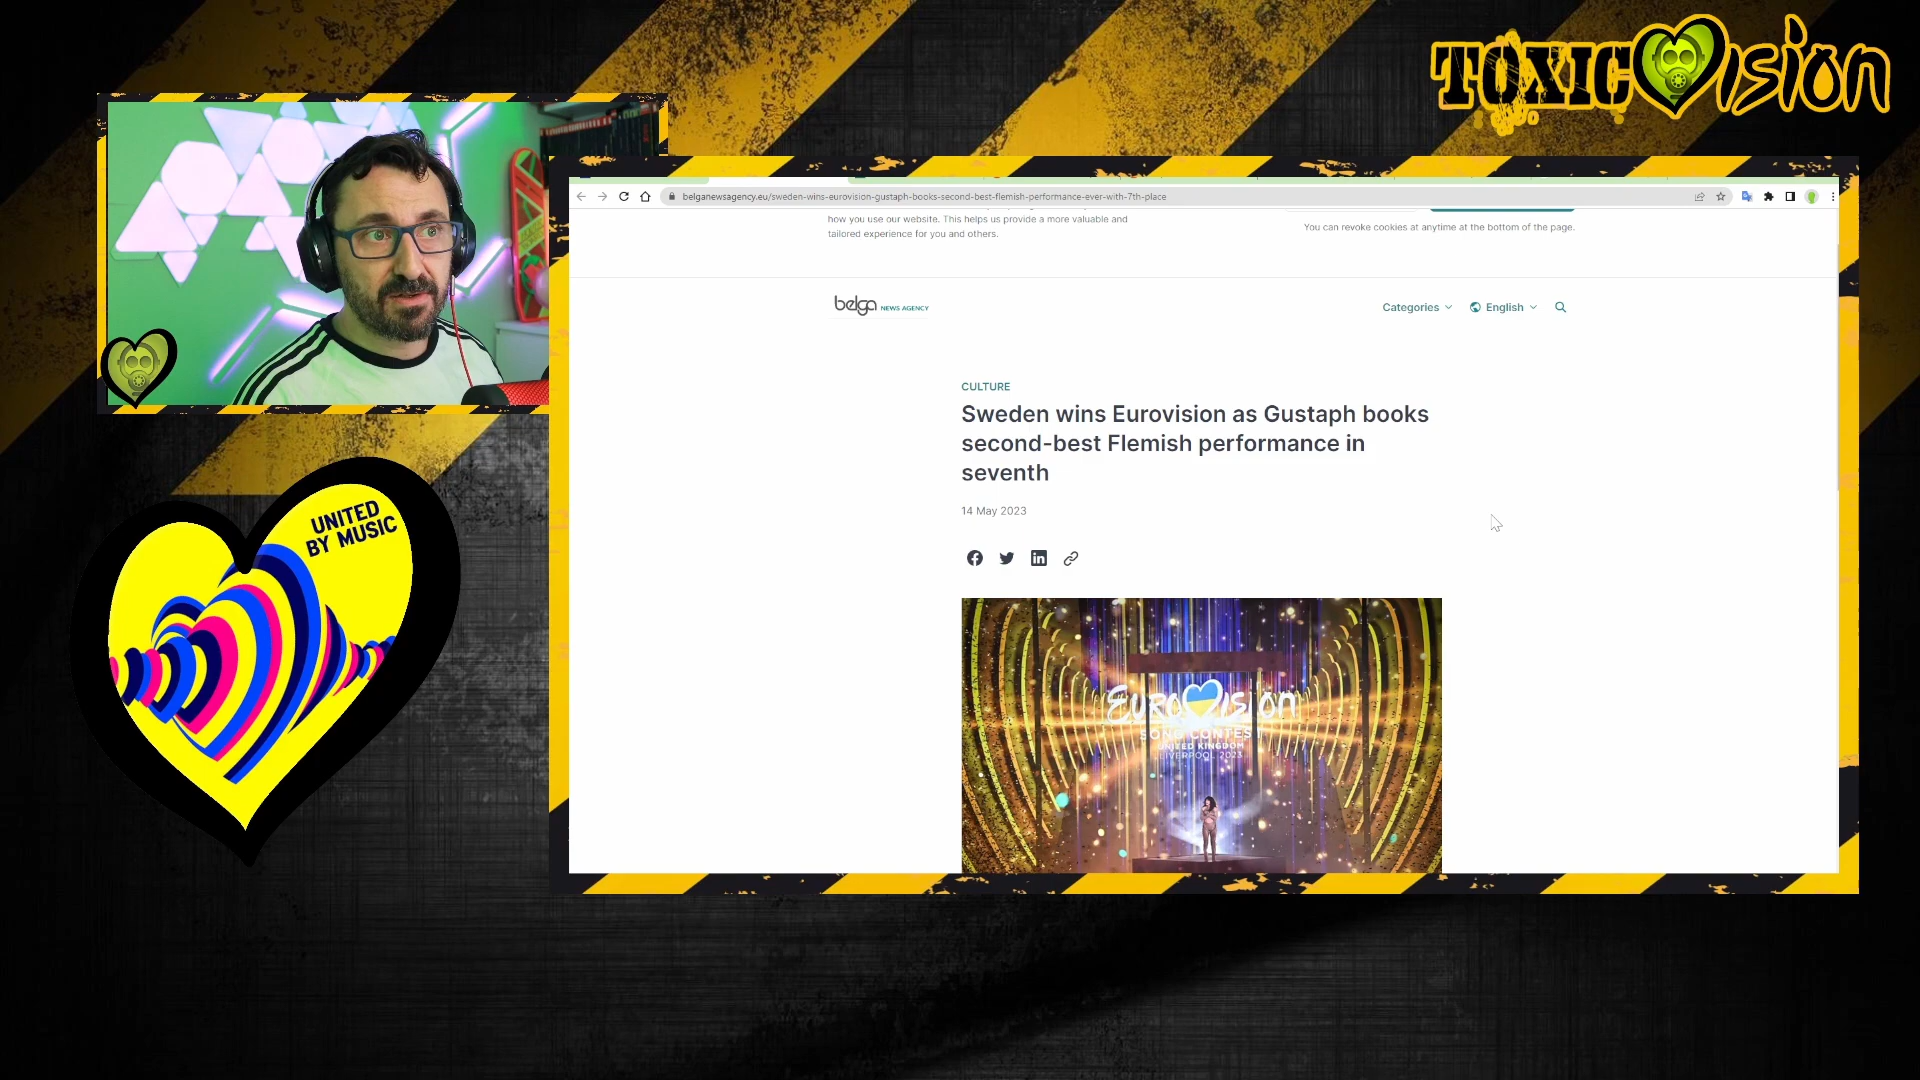 TOXICVision
UNITED
BY MUSIC
belganewsagency.eu/sweden-wins-eurovision-gustaph-books-second-best-flemish-performance-ever-with-7th-place
how you use our website. This helps us provide a more valuable and
tailored experience for you and others.
You can revoke cookies at anytime at the bottom of the page.
belga NEWS AGENCY
Categories
English
CULTURE
Sweden wins Eurovision as Gustaph books
second-best Flemish performance in
seventh
14 May 2023
EUROVISION
SONG CONTEST
UNITED KINGDOM
LIVERPOOL 2023